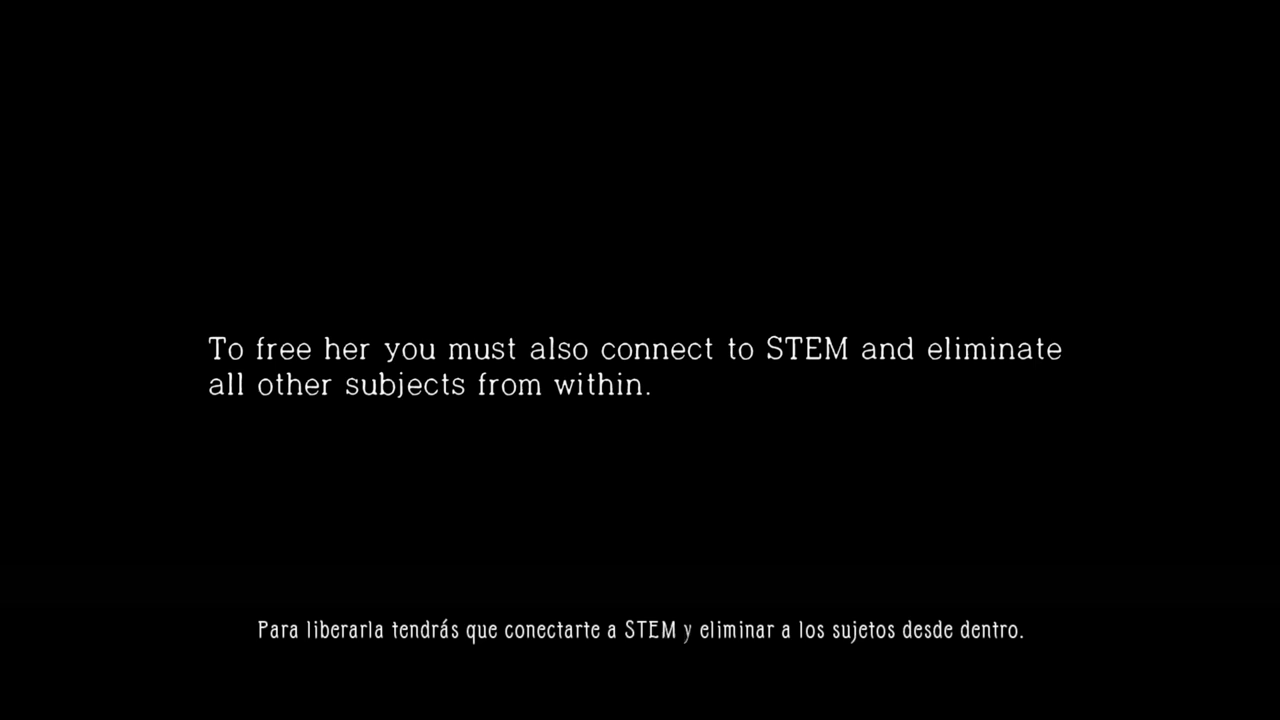 To free her you must also connect to STEM and eliminate
all other subjects from within.
Para liberarla tendrás que conectarte a STEM y eliminar a los sujetos desde dentro.